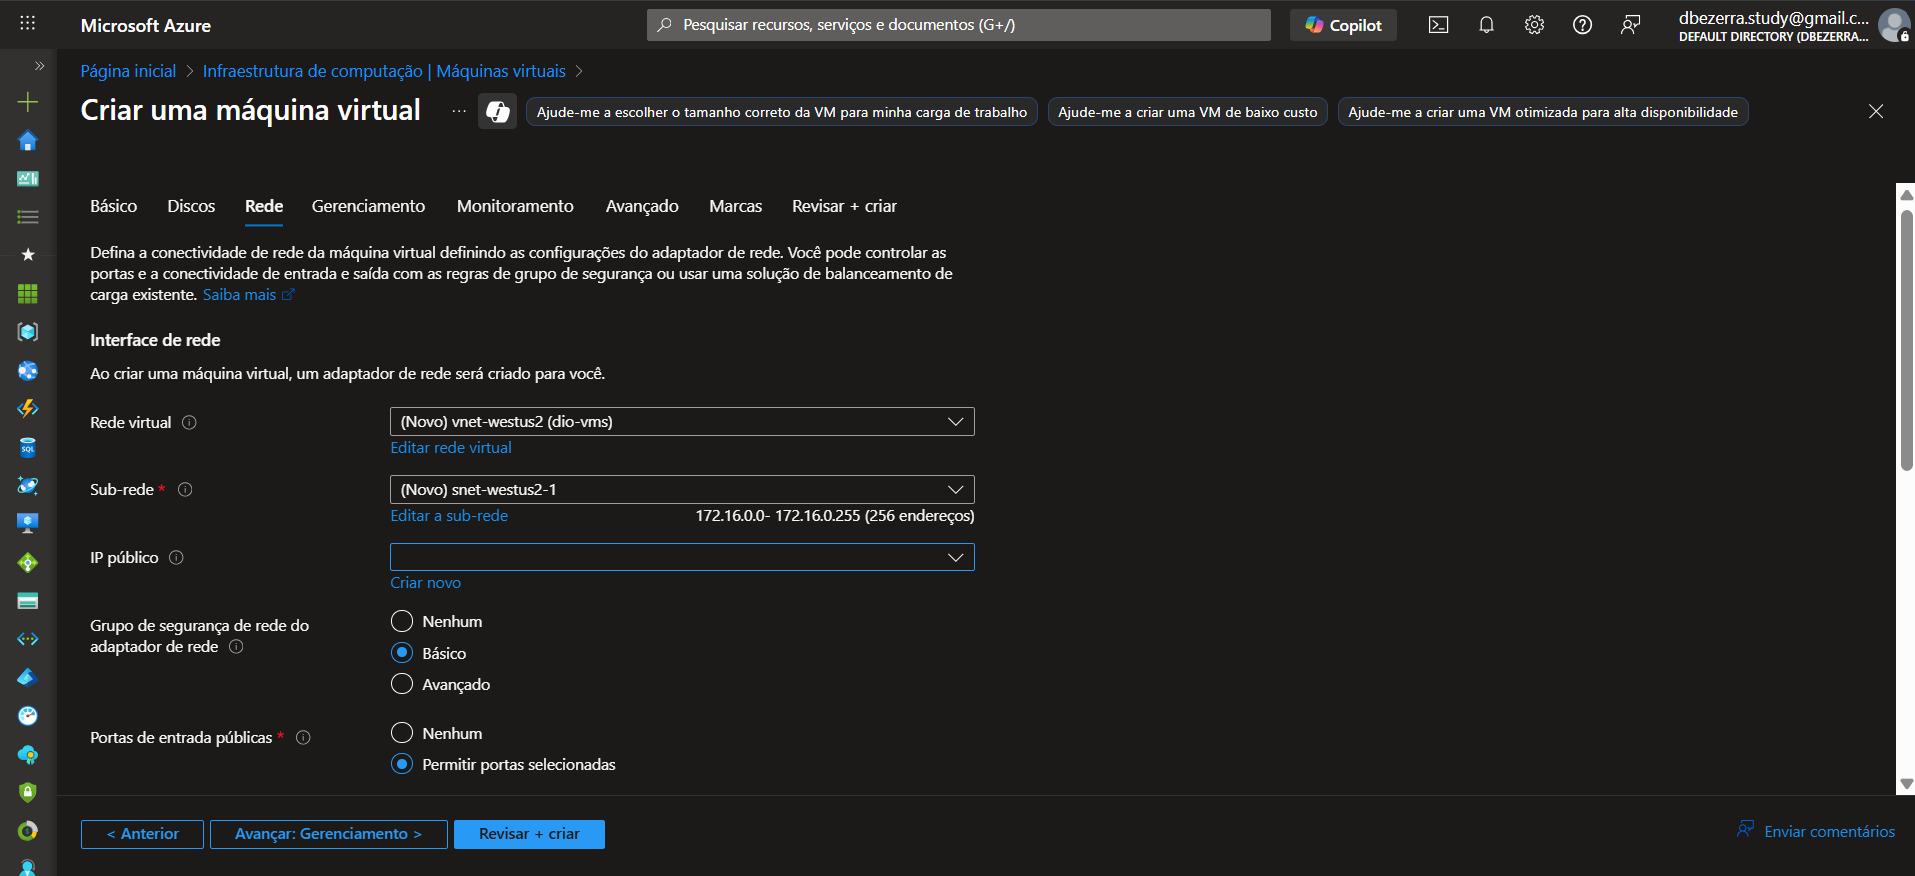 Microsoft Azure
Pesquisar recursos, serviços e documentos (G+/)
Copilot
dbezerra.study@gmail.c...
DEFAULT DIRECTORY (DBEZERRA...
Página inicial > Infraestrutura de computação | Máquinas virtuais >
Criar uma máquina virtual ...
Ajude-me a escolher o tamanho correto da VM para minha carga de trabalho
Ajude-me a criar uma VM de baixo custo
Ajude-me a criar uma VM otimizada para alta disponibilidade
Básico Discos Rede Gerenciamento Monitoramento Avançado Marcas Revisar + criar
Defina a conectividade de rede da máquina virtual definindo as configurações do adaptador de rede. Você pode controlar as
portas e a conectividade de entrada e saída com as regras de grupo de segurança ou usar uma solução de balanceamento de
carga existente. Saiba mais
Interface de rede
Ao criar uma máquina virtual, um adaptador de rede será criado para você.
Rede virtual
(Novo) vnet-westus2 (dio-vms)
Editar rede virtual
Sub-rede *
(Novo) snet-westus2-1
Editar a sub-rede
172.16.0.0- 172.16.0.255 (256 endereços)
IP público
Criar novo
Grupo de segurança de rede do
adaptador de rede
Nenhum
Básico
Avançado
Portas de entrada públicas *
Nenhum
Permitir portas selecionadas
< Anterior
Avançar: Gerenciamento >
Revisar + criar
Enviar comentários
SQL